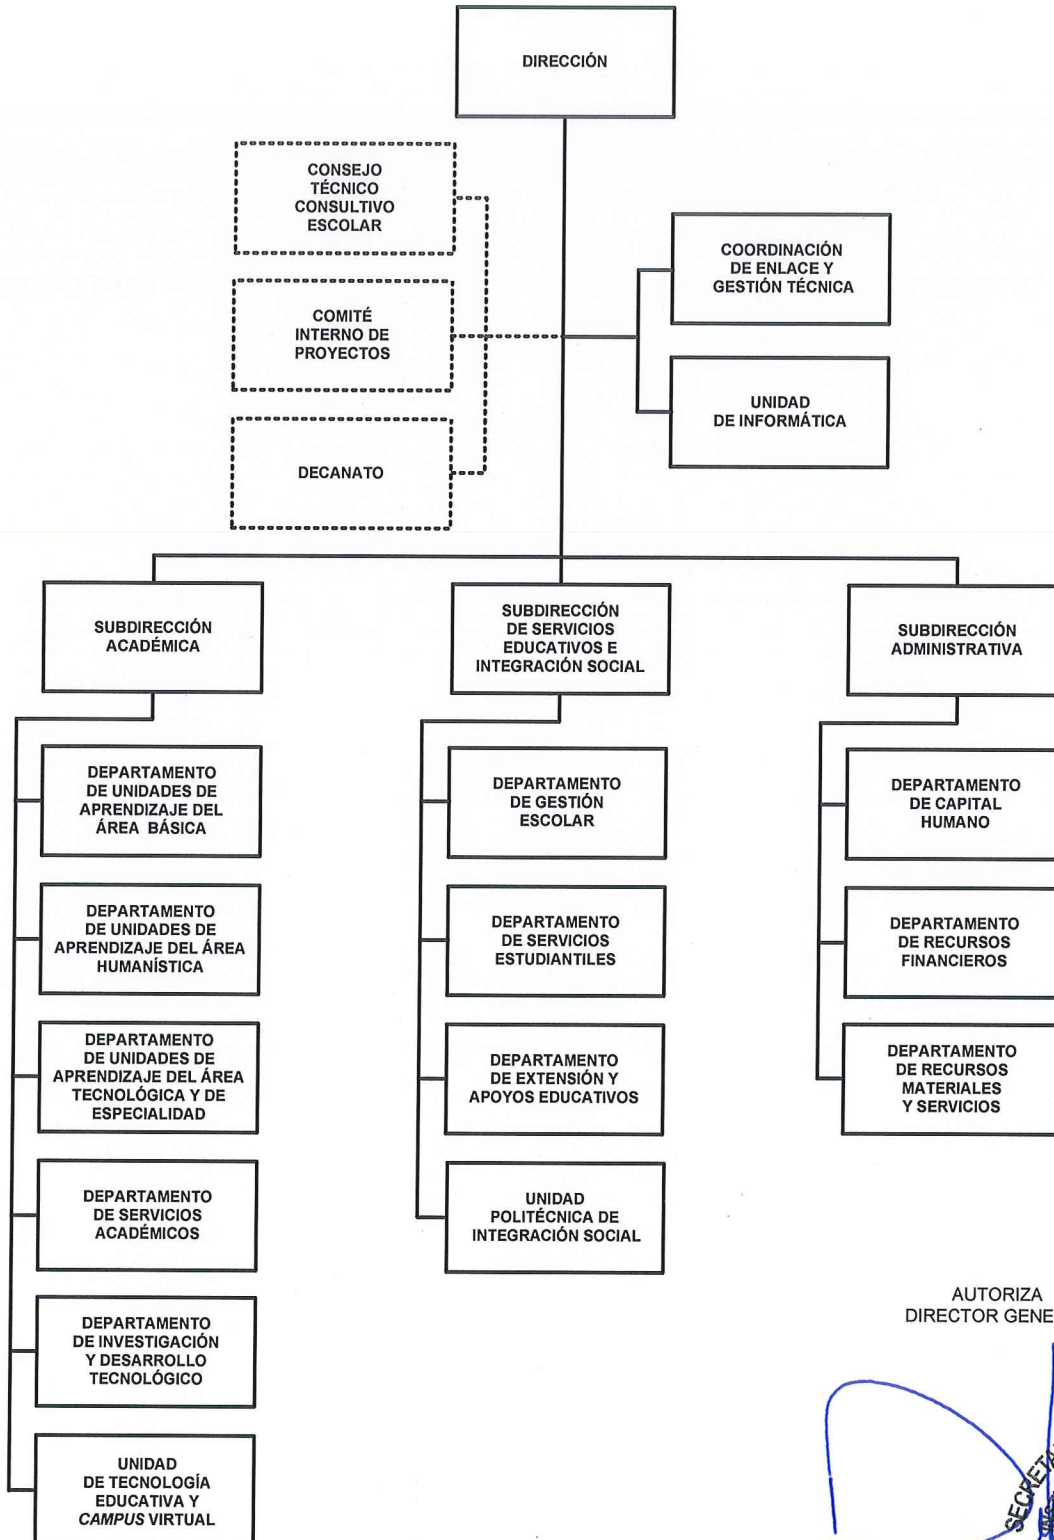 DIRECCIÓN
CONSEJO
TÉCNICO
CONSULTIVO
ESCOLAR
COORDINACIÓN
DE ENLACE Y
GESTIÓN TÉCNICA
COMITÉ
INTERNO DE
PROYECTOS
UNIDAD
DE INFORMÁTICA
DECANATO
SUBDIRECCIÓN
ACADÉMICA
SUBDIRECCIÓN
DE SERVICIOS
EDUCATIVOS E
INTEGRACIÓN SOCIAL
SUBDIRECCIÓN
ADMINISTRATIVA
DEPARTAMENTO
DE UNIDADES DE
APRENDIZAJE DEL
ÁREA BÁSICA
DEPARTAMENTO
DE UNIDADES DE
APRENDIZAJE DEL ÁREA
HUMANÍSTICA
DEPARTAMENTO
DE UNIDADES DE
APRENDIZAJE DEL ÁREA
TECNOLÓGICA Y DE
ESPECIALIDAD
DEPARTAMENTO
DE SERVICIOS
ACADÉMICOS
DEPARTAMENTO
DE INVESTIGACIÓN
Y DESARROLLO
TECNOLÓGICO
UNIDAD
DE TECNOLOGÍA
EDUCATIVA Y
CAMPUS VIRTUAL
DEPARTAMENTO
DE GESTIÓN
ESCOLAR
DEPARTAMENTO
DE SERVICIOS
ESTUDIANTILES
DEPARTAMENTO
DE EXTENSIÓN Y
APOYOS EDUCATIVOS
UNIDAD
POLITÉCNICA DE
INTEGRACIÓN SOCIAL
DEPARTAMENTO
DE CAPITAL
HUMANO
DEPARTAMENTO
DE RECURSOS
FINANCIEROS
DEPARTAMENTO
DE RECURSOS
MATERIALES
Y SERVICIOS
AUTORIZA
DIRECTOR GENE